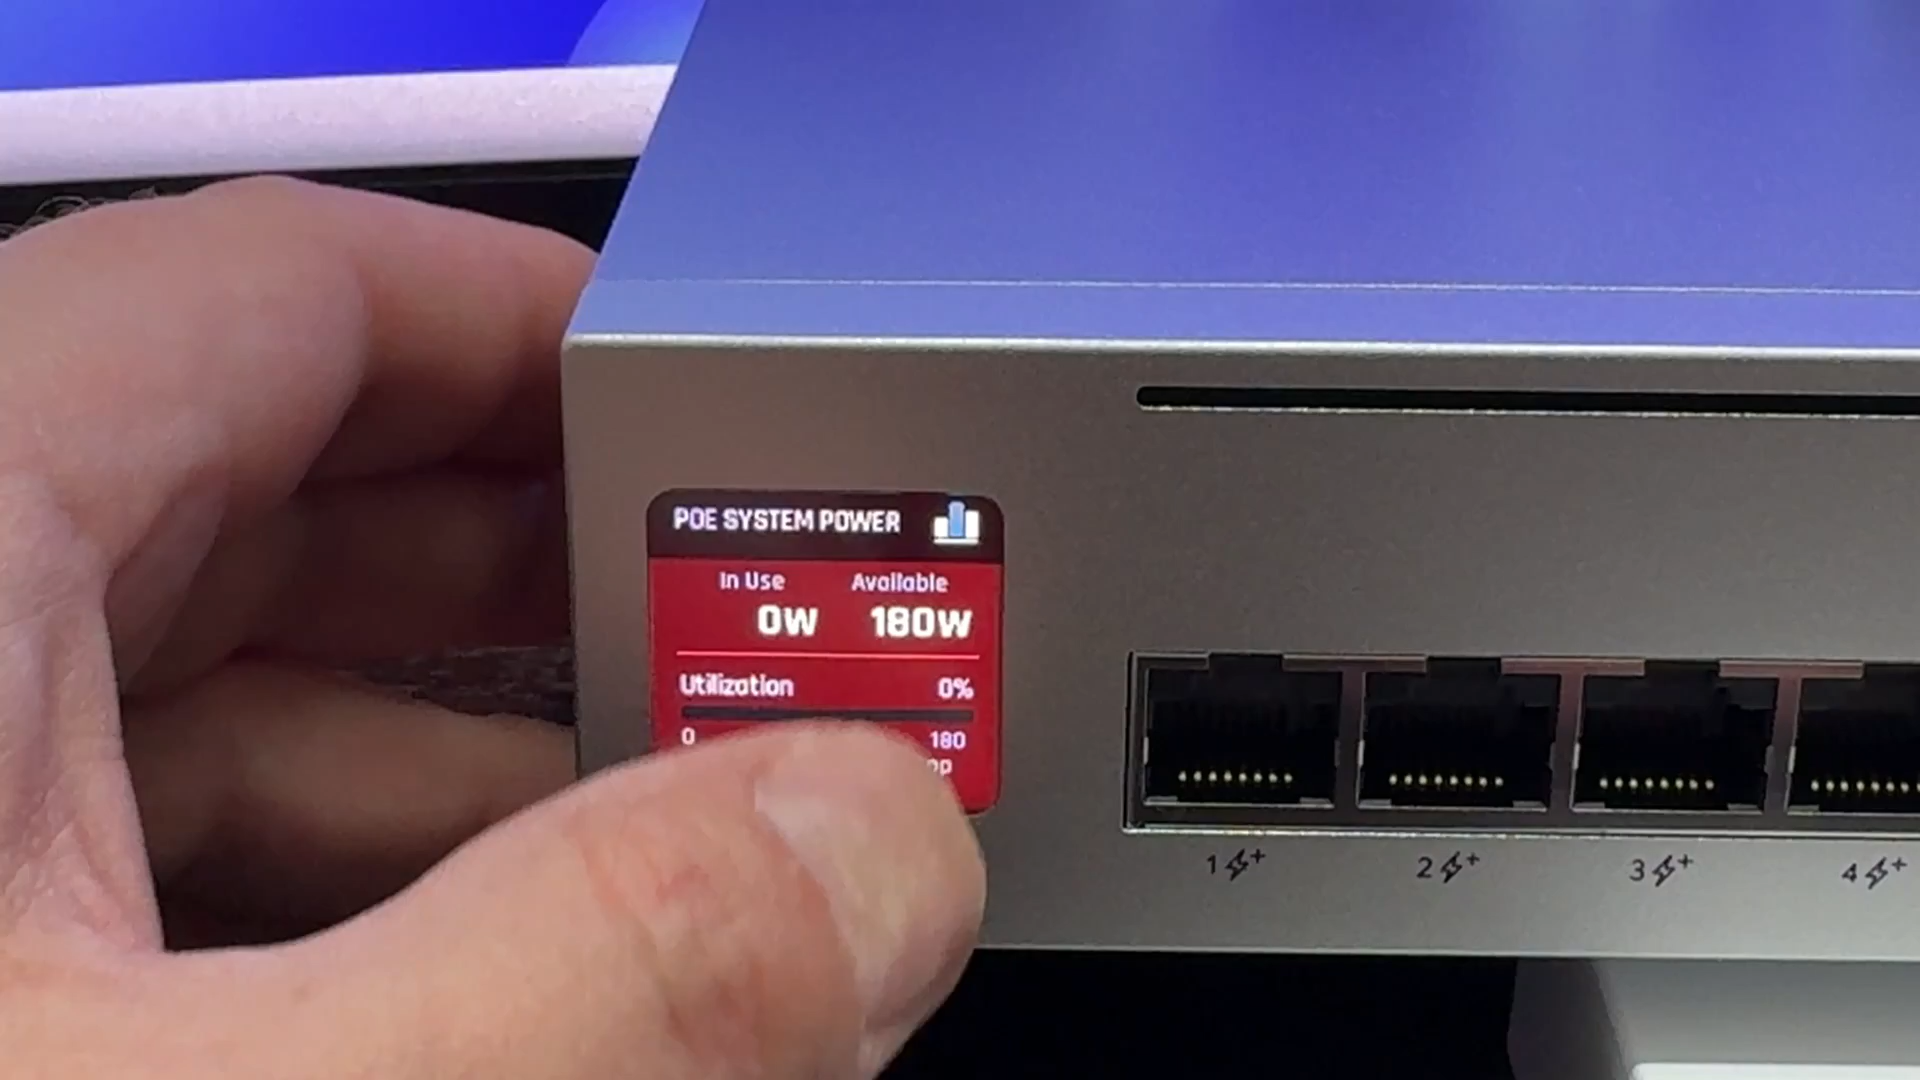 POE SYSTEM POWER
In Use Available
0W 180W
Utilization 0%
0 180
1 2 3 4